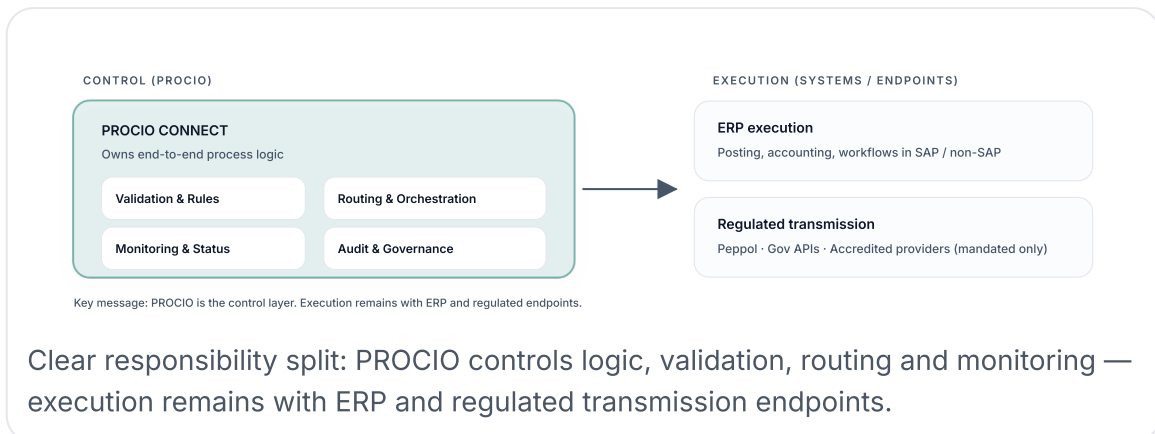 CONTROL (PROCIO)
PROCIO CONNECT
Owns end-to-end process logic
Validation & Rules
Routing & Orchestration
Monitoring & Status
Audit & Governance
Key message: PROCIO is the control layer. Execution remains with ERP and regulated endpoints.
EXECUTION (SYSTEMS / ENDPOINTS)
ERP execution
Posting, accounting, workflows in SAP / non-SAP
Regulated transmission
Peppol · Gov APIs · Accredited providers (mandated only)
Clear responsibility split: PROCIO controls logic, validation, routing and monitoring —
execution remains with ERP and regulated transmission endpoints.